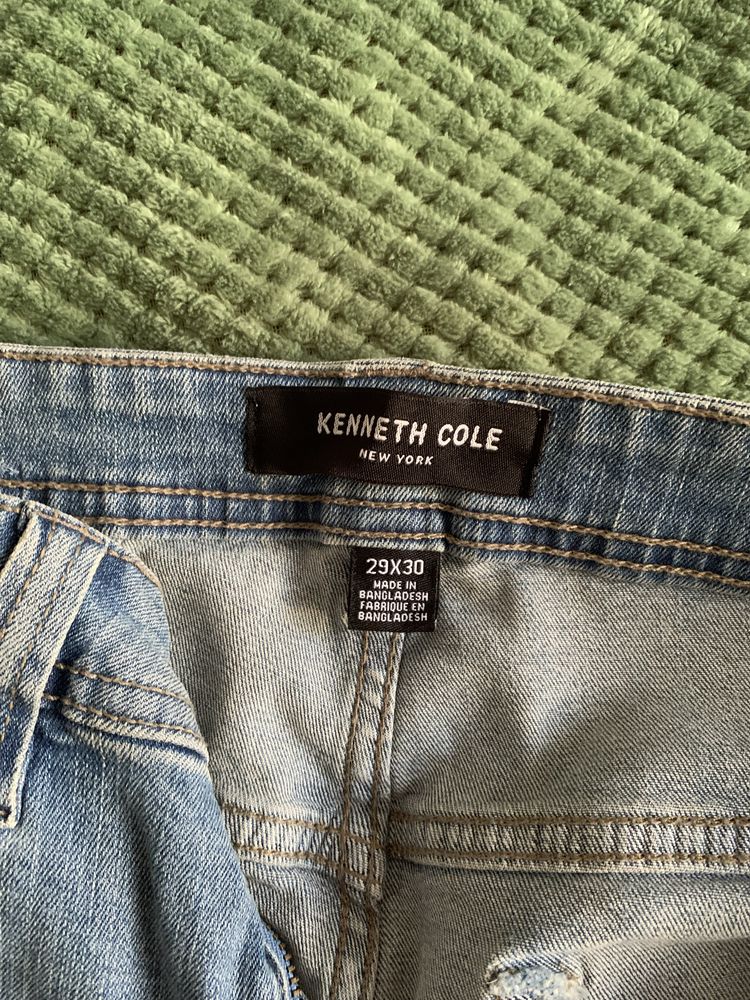 KENNETH COLE
NEW YORK
29X30
MADE IN
BANGLADESH
FABRIQUE EN
BANGLADESH